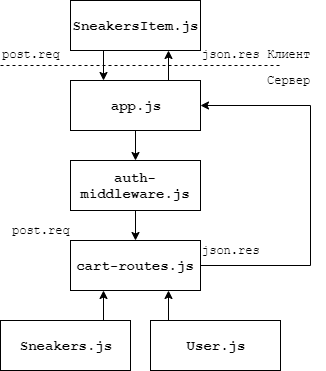 SneakersItem.js
post.req
json.res Клиент
Сервер
app.js
auth-
middleware.js
post.req
json.res
cart-routes.js
Sneakers.js
User.js